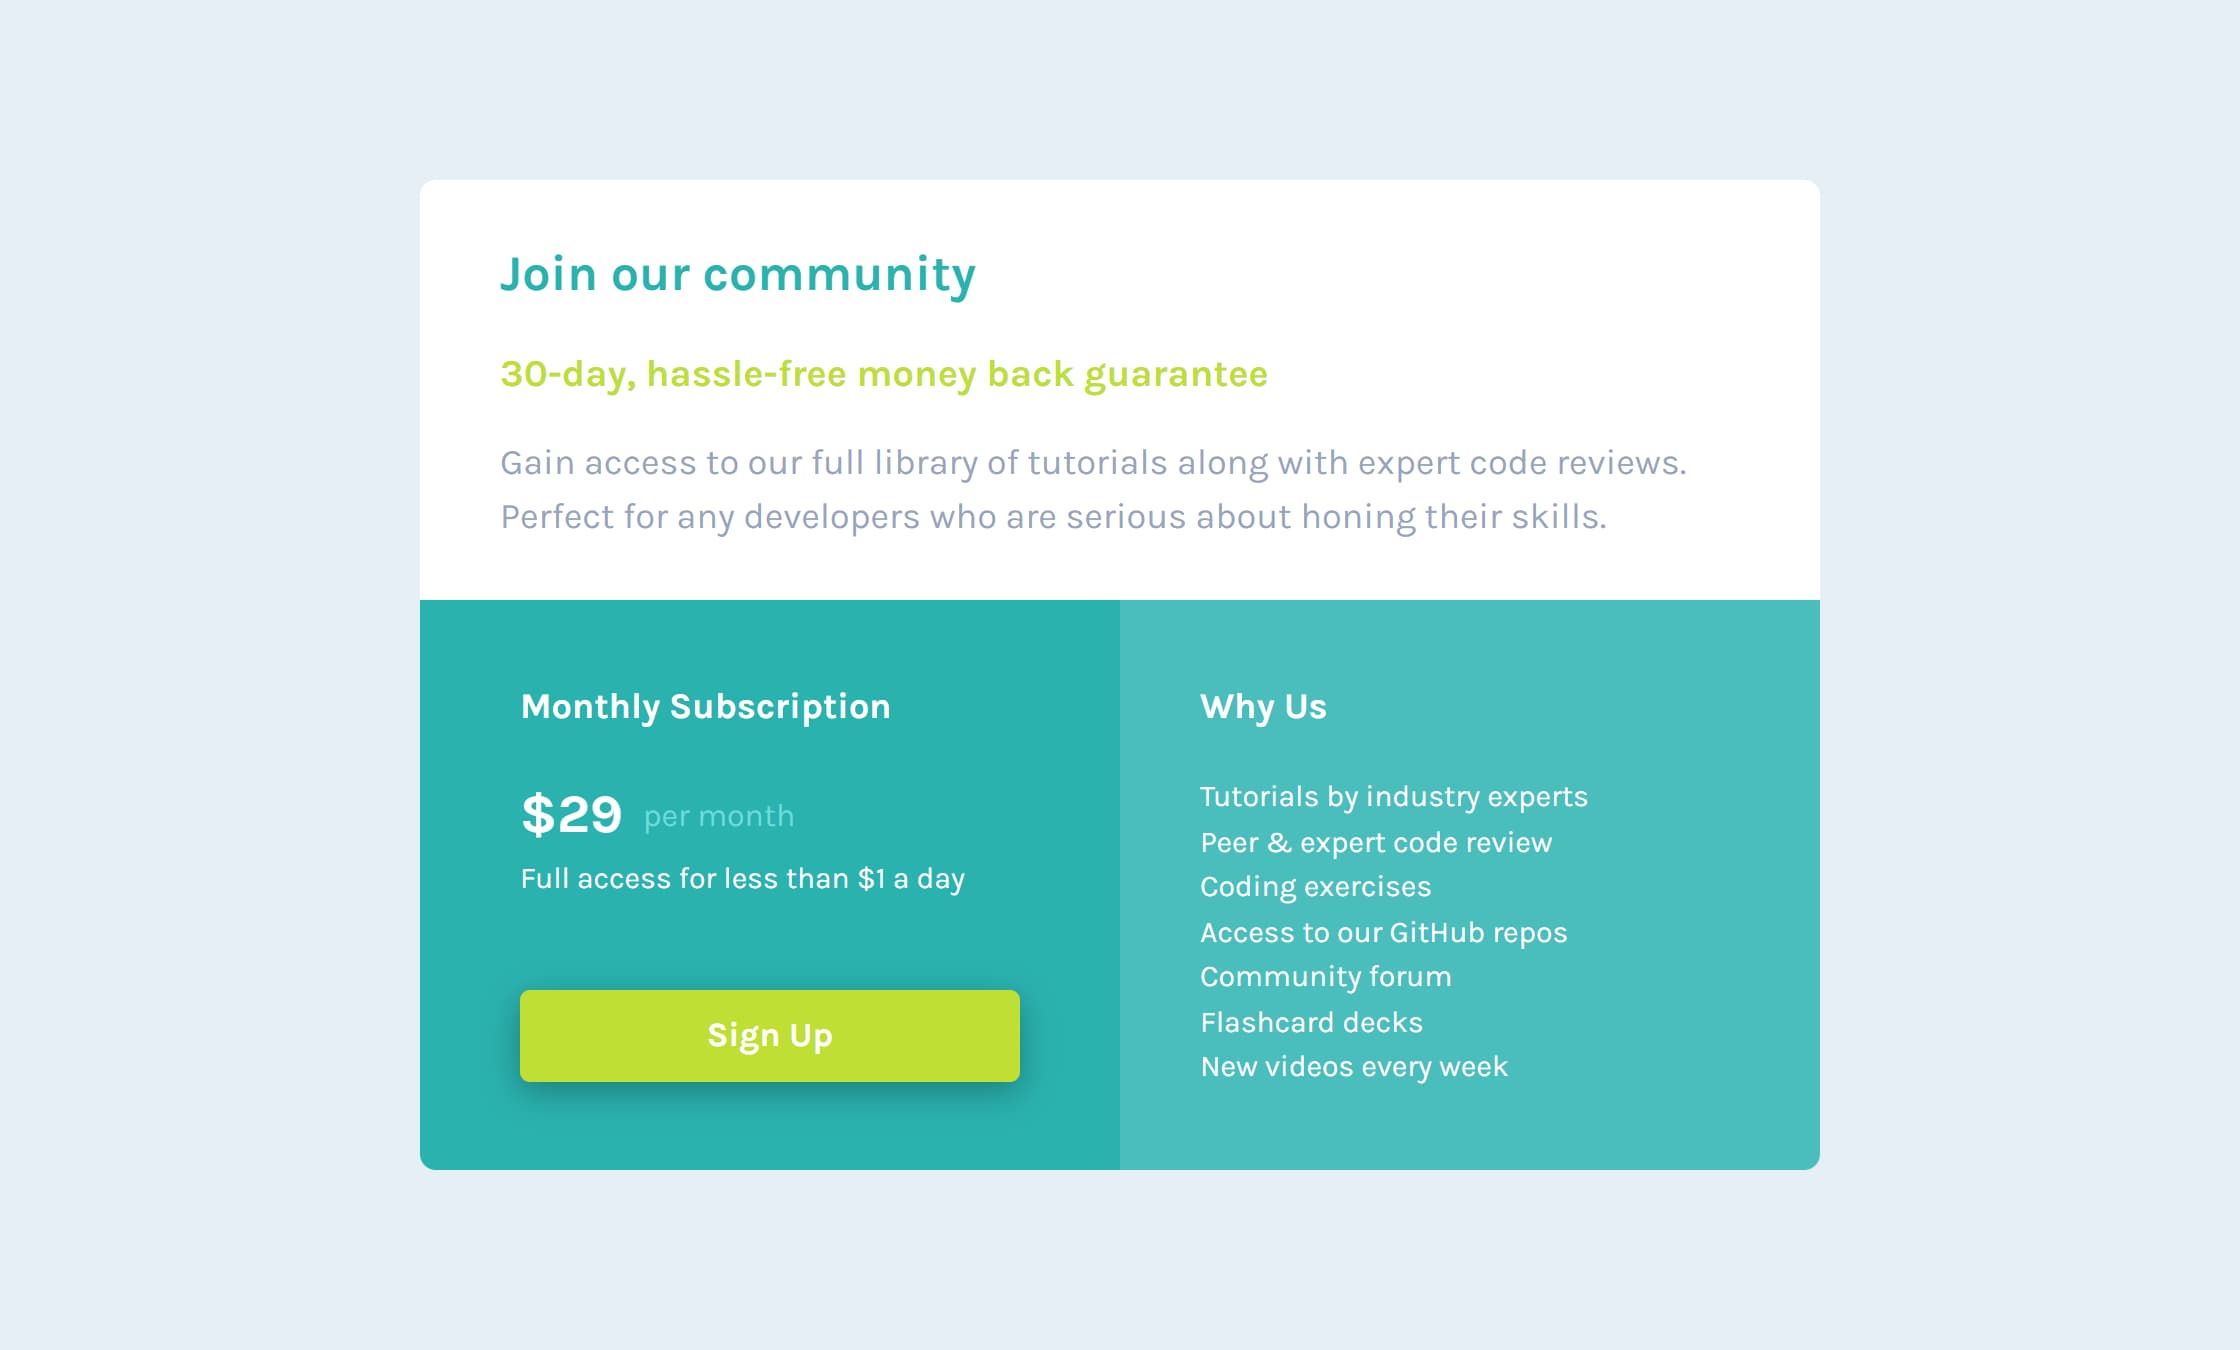 Join our community
30-day, hassle-free money back guarantee
Gain access to our full library of tutorials along with expert code reviews.
Perfect for any developers who are serious about honing their skills.
Monthly Subscription
$29 per month
Full access for less than $1 a day
Sign Up
Why Us
Tutorials by industry experts
Peer & expert code review
Coding exercises
Access to our GitHub repos
Community forum
Flashcard decks
New videos every week